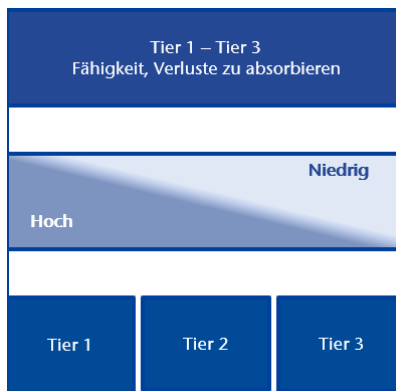 Tier 1 – Tier 3
Fähigkeit, Verluste zu absorbieren
Niedrig
Hoch
Tier 1
Tier 2
Tier 3